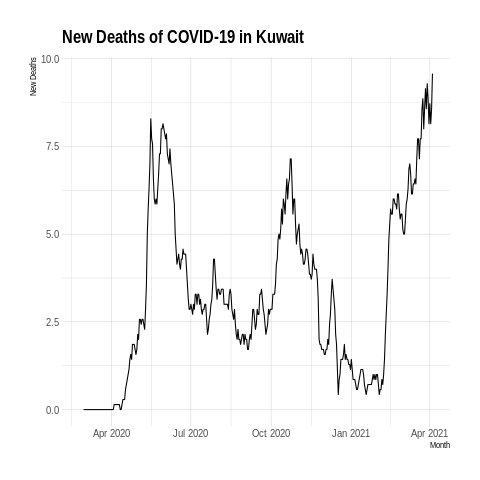 New Deaths of COVID-19 in Kuwait
New Deaths
10.0
7.5
5.0
2.5
0.0
Apr 2020
Jul 2020
Oct 2020
Jan 2021
Apr 2021
Month